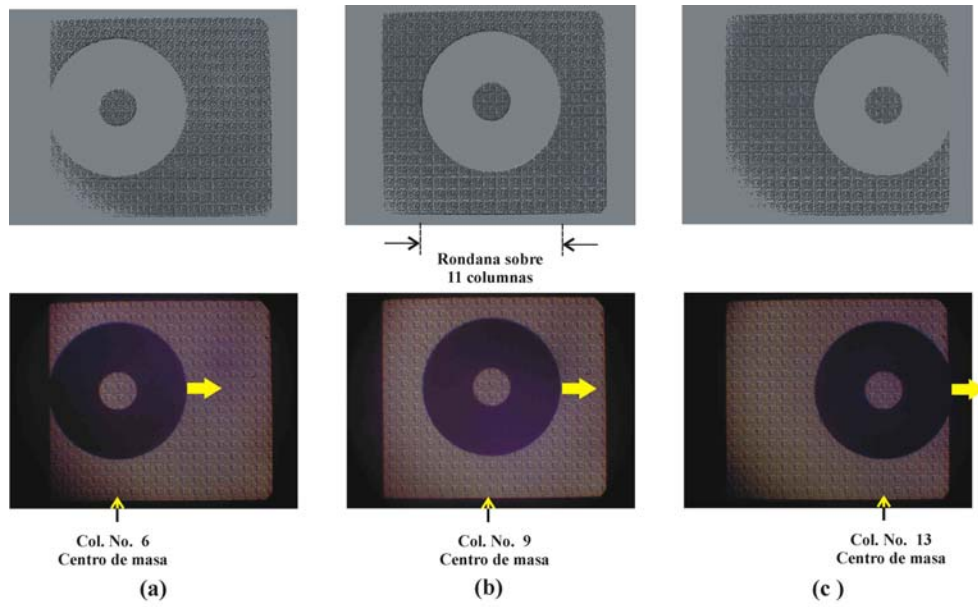 Rondana sobre
11 columnas
Col. No. 6
Centro de masa
Col. No. 9
Centro de masa
Col. No. 13
Centro de masa
(a)
(b)
(c )